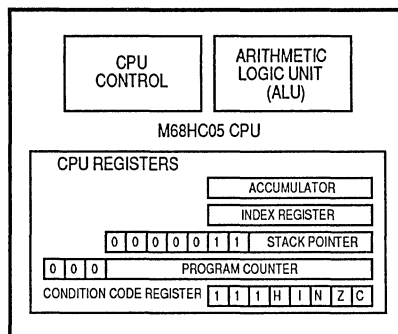 CPU CONTROL
ARITHMETIC LOGIC UNIT (ALU)
M68HC05 CPU
CPU REGISTERS
ACCUMULATOR
INDEX REGISTER
0 0 0 0 0 1 1 STACK POINTER
0 0 0 PROGRAM COUNTER
CONDITION CODE REGISTER 1 1 1 H I N Z C